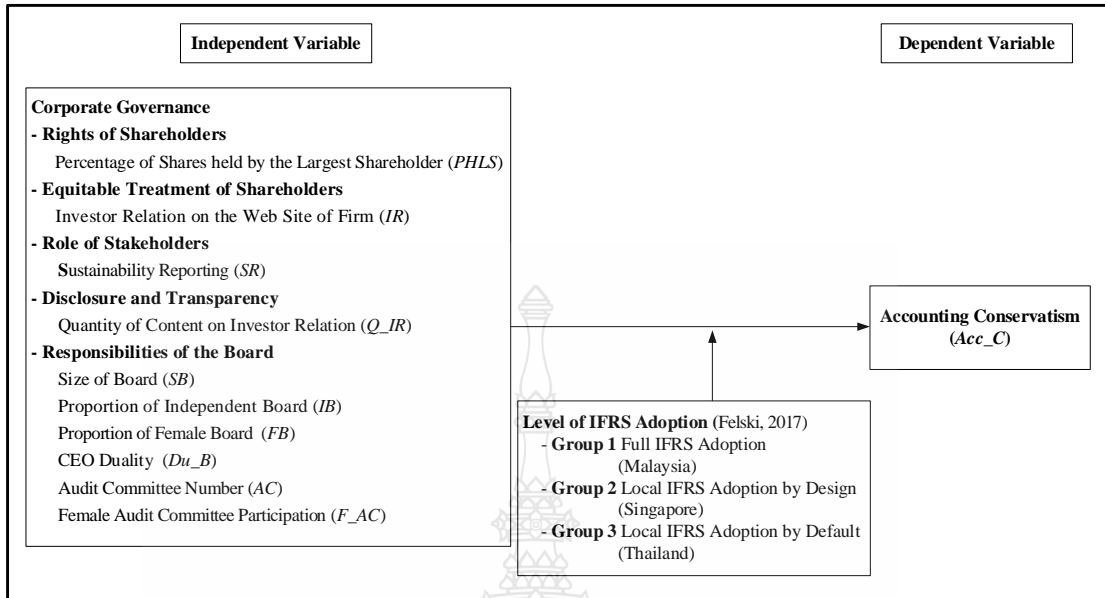 Independent Variable
Dependent Variable
Corporate Governance
- Rights of Shareholders
Percentage of Shares held by the Largest Shareholder (PHLS)
- Equitable Treatment of Shareholders
Investor Relation on the Web Site of Firm (IR)
- Role of Stakeholders
Sustainability Reporting (SR)
- Disclosure and Transparency
Quantity of Content on Investor Relation (Q_IR)
- Responsibilities of the Board
Size of Board (SB)
Proportion of Independent Board (IB)
Proportion of Female Board (FB)
CEO Duality (Du_B)
Audit Committee Number (AC)
Female Audit Committee Participation (F_AC)
Accounting Conservatism
(Acc_C)
Level of IFRS Adoption (Felski, 2017)
- Group 1 Full IFRS Adoption
(Malaysia)
- Group 2 Local IFRS Adoption by Design
(Singapore)
- Group 3 Local IFRS Adoption by Default
(Thailand)